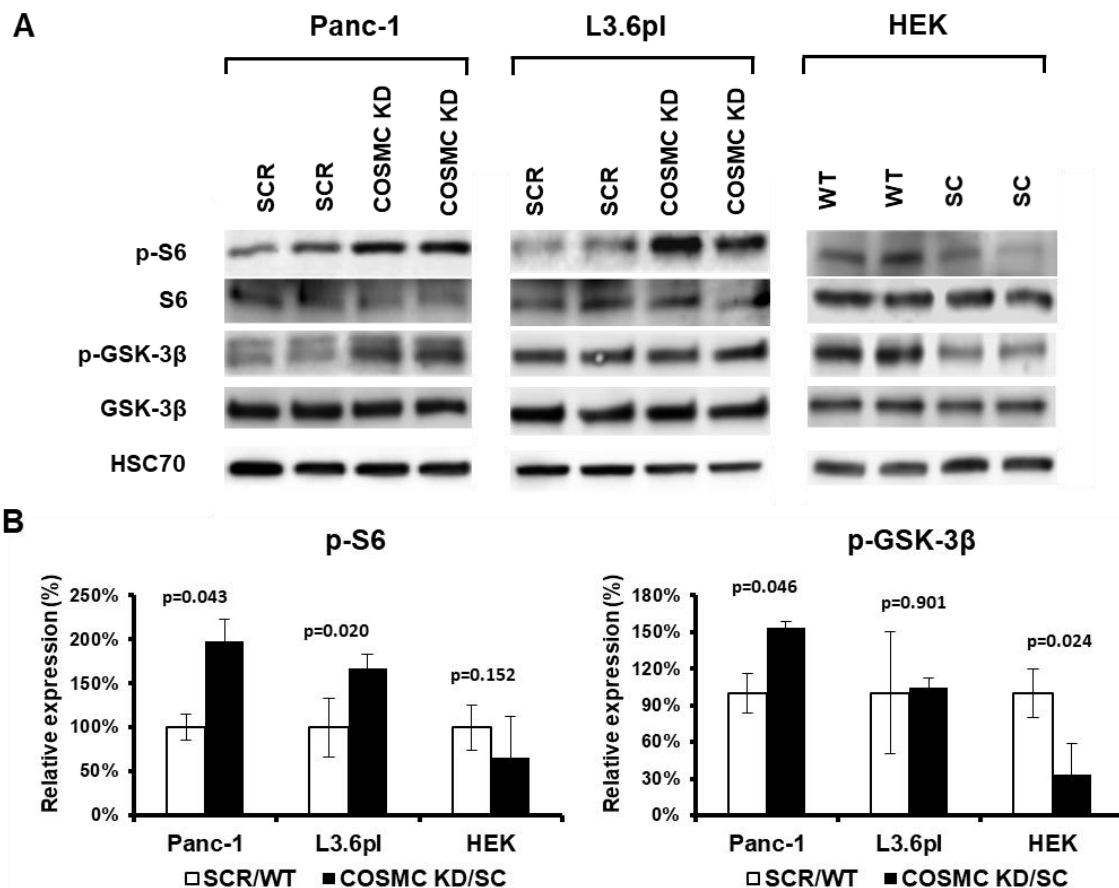 A
Panc-1 L3.6pl HEK
SCR SCR COSMC KD COSMC KD SCR SCR COSMC KD COSMC KD WT WT SC SC
p-S6
S6
p-GSK-3β
GSK-3β
HSC70
B
p-S6
Relative expression (%)
250%
200%
150%
100%
50%
0%
p=0.043
p=0.020
p=0.152
Panc-1 L3.6pl HEK
□ SCR/WT ■ COSMC KD/SC
p-GSK-3β
Relative expression (%)
180%
150%
120%
90%
60%
30%
0%
p=0.046
p=0.901
p=0.024
Panc-1 L3.6pl HEK
□ SCR/WT ■ COSMC KD/SC